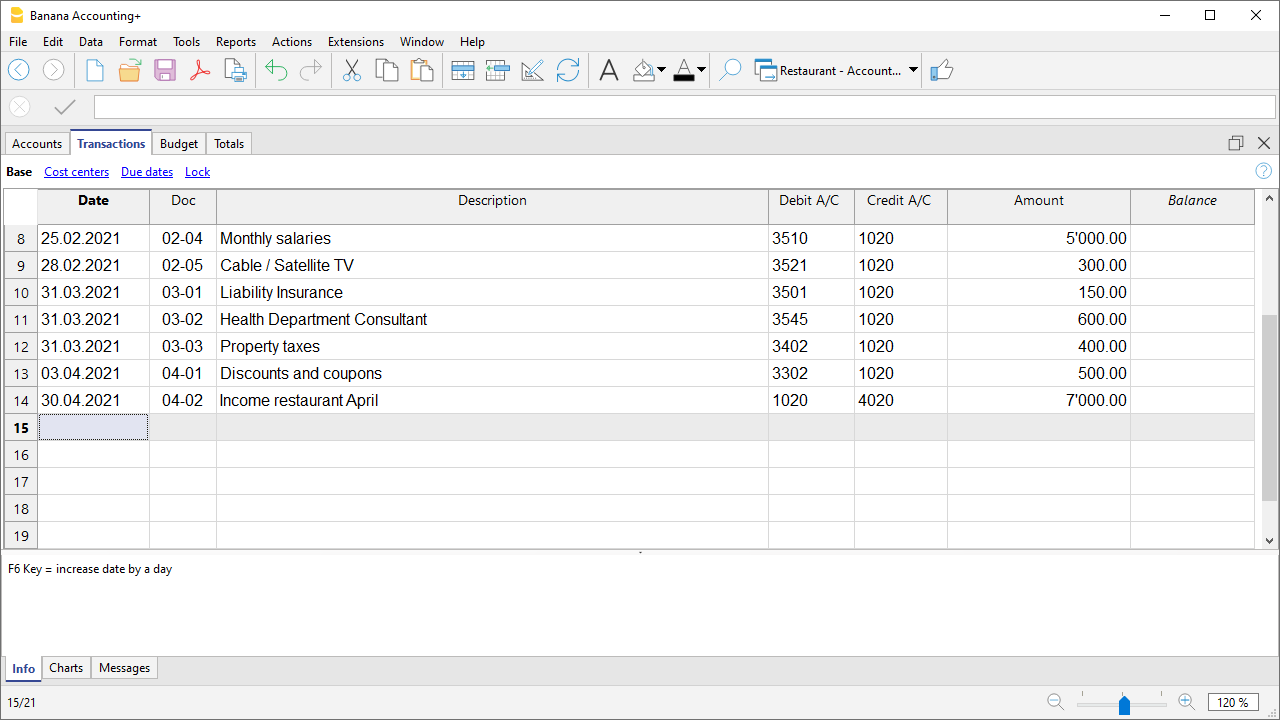 Banana Accounting+
File Edit Data Format Tools Reports Actions Extensions Window Help
Restaurant - Account...
Accounts Transactions Budget Totals
Base Cost centers Due dates Lock
Date Doc Description Debit A/C Credit A/C Amount Balance
8 25.02.2021 02-04 Monthly salaries 3510 1020 5'000.00
9 28.02.2021 02-05 Cable / Satellite TV 3521 1020 300.00
10 31.03.2021 03-01 Liability Insurance 3501 1020 150.00
11 31.03.2021 03-02 Health Department Consultant 3545 1020 600.00
12 31.03.2021 03-03 Property taxes 3402 1020 400.00
13 03.04.2021 04-01 Discounts and coupons 3302 1020 500.00
14 30.04.2021 04-02 Income restaurant April 1020 4020 7'000.00
15
16
17
18
19
F6 Key = increase date by a day
Info Charts Messages
15/21 120 %